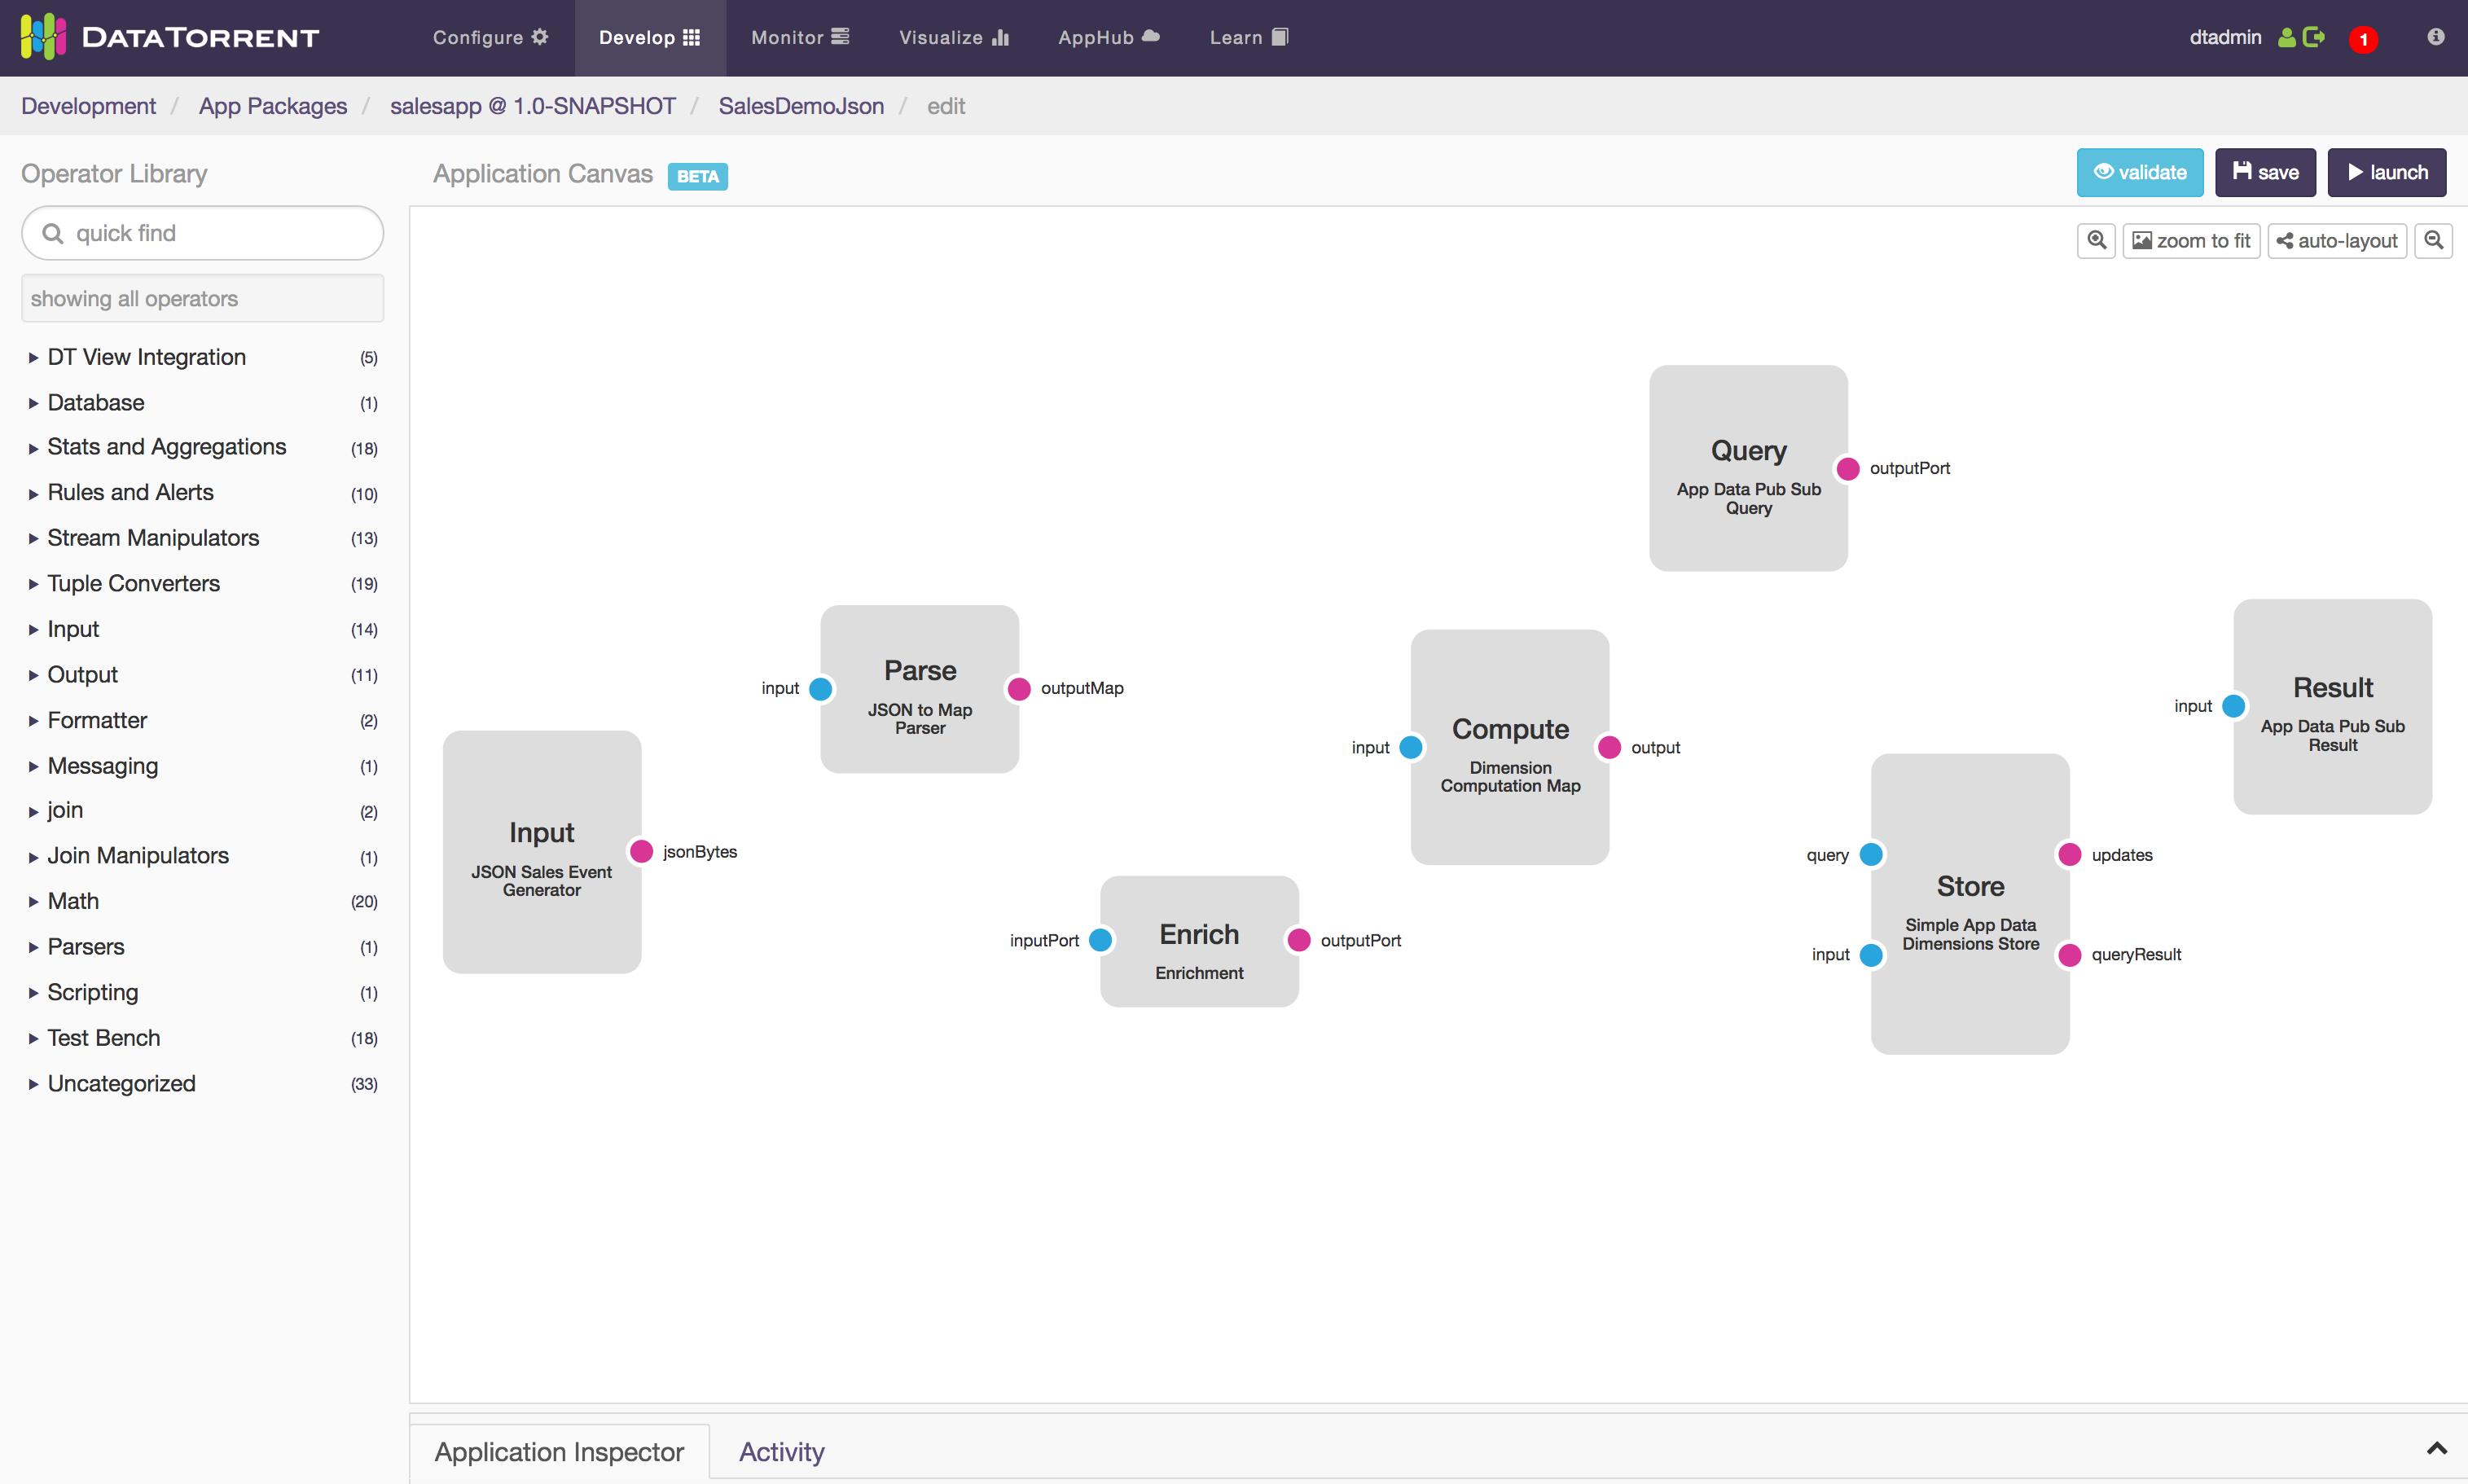 DATATORRENT
Configure
Develop
Monitor
Visualize
AppHub
Learn
dtadmin
1
Development / App Packages / salesapp @ 1.0-SNAPSHOT / SalesDemoJson / edit
Operator Library
quick find
showing all operators
DT View Integration (5)
Database (1)
Stats and Aggregations (18)
Rules and Alerts (10)
Stream Manipulators (13)
Tuple Converters (19)
Input (14)
Output (11)
Formatter (2)
Messaging (1)
join (2)
Join Manipulators (1)
Math (20)
Parsers (1)
Scripting (1)
Test Bench (18)
Uncategorized (33)
Application Canvas BETA
validate
save
launch
zoom to fit
auto-layout
Input
JSON Sales Event
Generator
jsonBytes
input
Parse
JSON to Map
Parser
outputMap
inputPort
Enrich
Enrichment
outputPort
input
Compute
Dimension
Computation Map
output
Query
App Data Pub Sub
Query
outputPort
query
input
Store
Simple App Data
Dimensions Store
updates
queryResult
input
Result
App Data Pub Sub
Result
Application Inspector
Activity